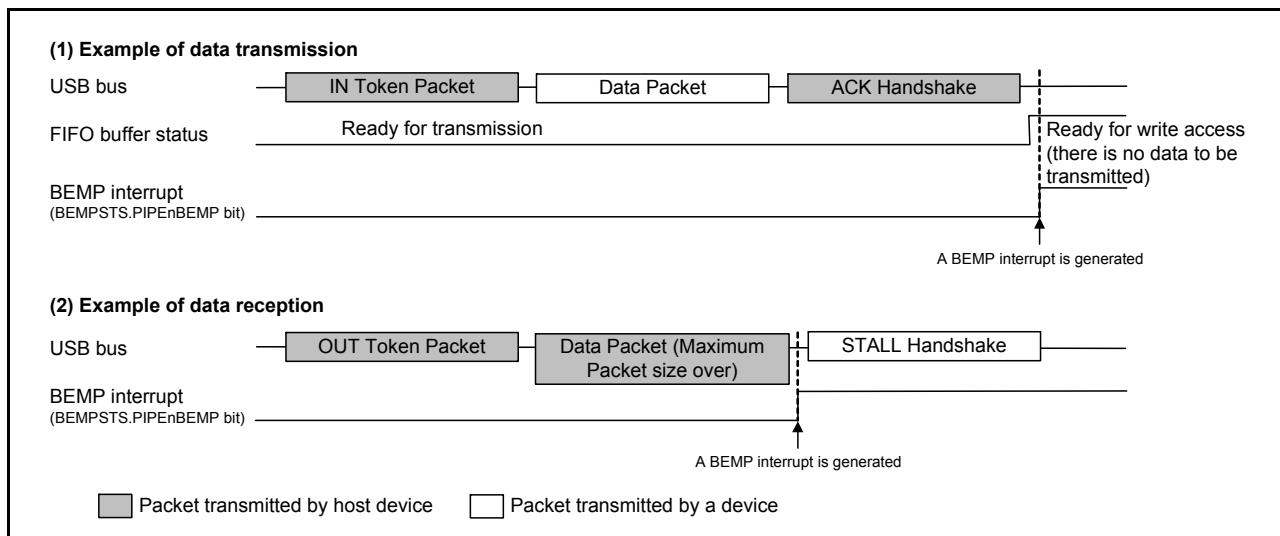 (1) Example of data transmission
USB bus
IN Token Packet
Data Packet
ACK Handshake
FIFO buffer status
Ready for transmission
Ready for write access
(there is no data to be
transmitted)
BEMP interrupt
(BEMPSTS.PIPEnBEMP bit)
A BEMP interrupt is generated
(2) Example of data reception
USB bus
OUT Token Packet
Data Packet (Maximum
Packet size over)
STALL Handshake
BEMP interrupt
(BEMPSTS.PIPEnBEMP bit)
A BEMP interrupt is generated
Packet transmitted by host device
Packet transmitted by a device